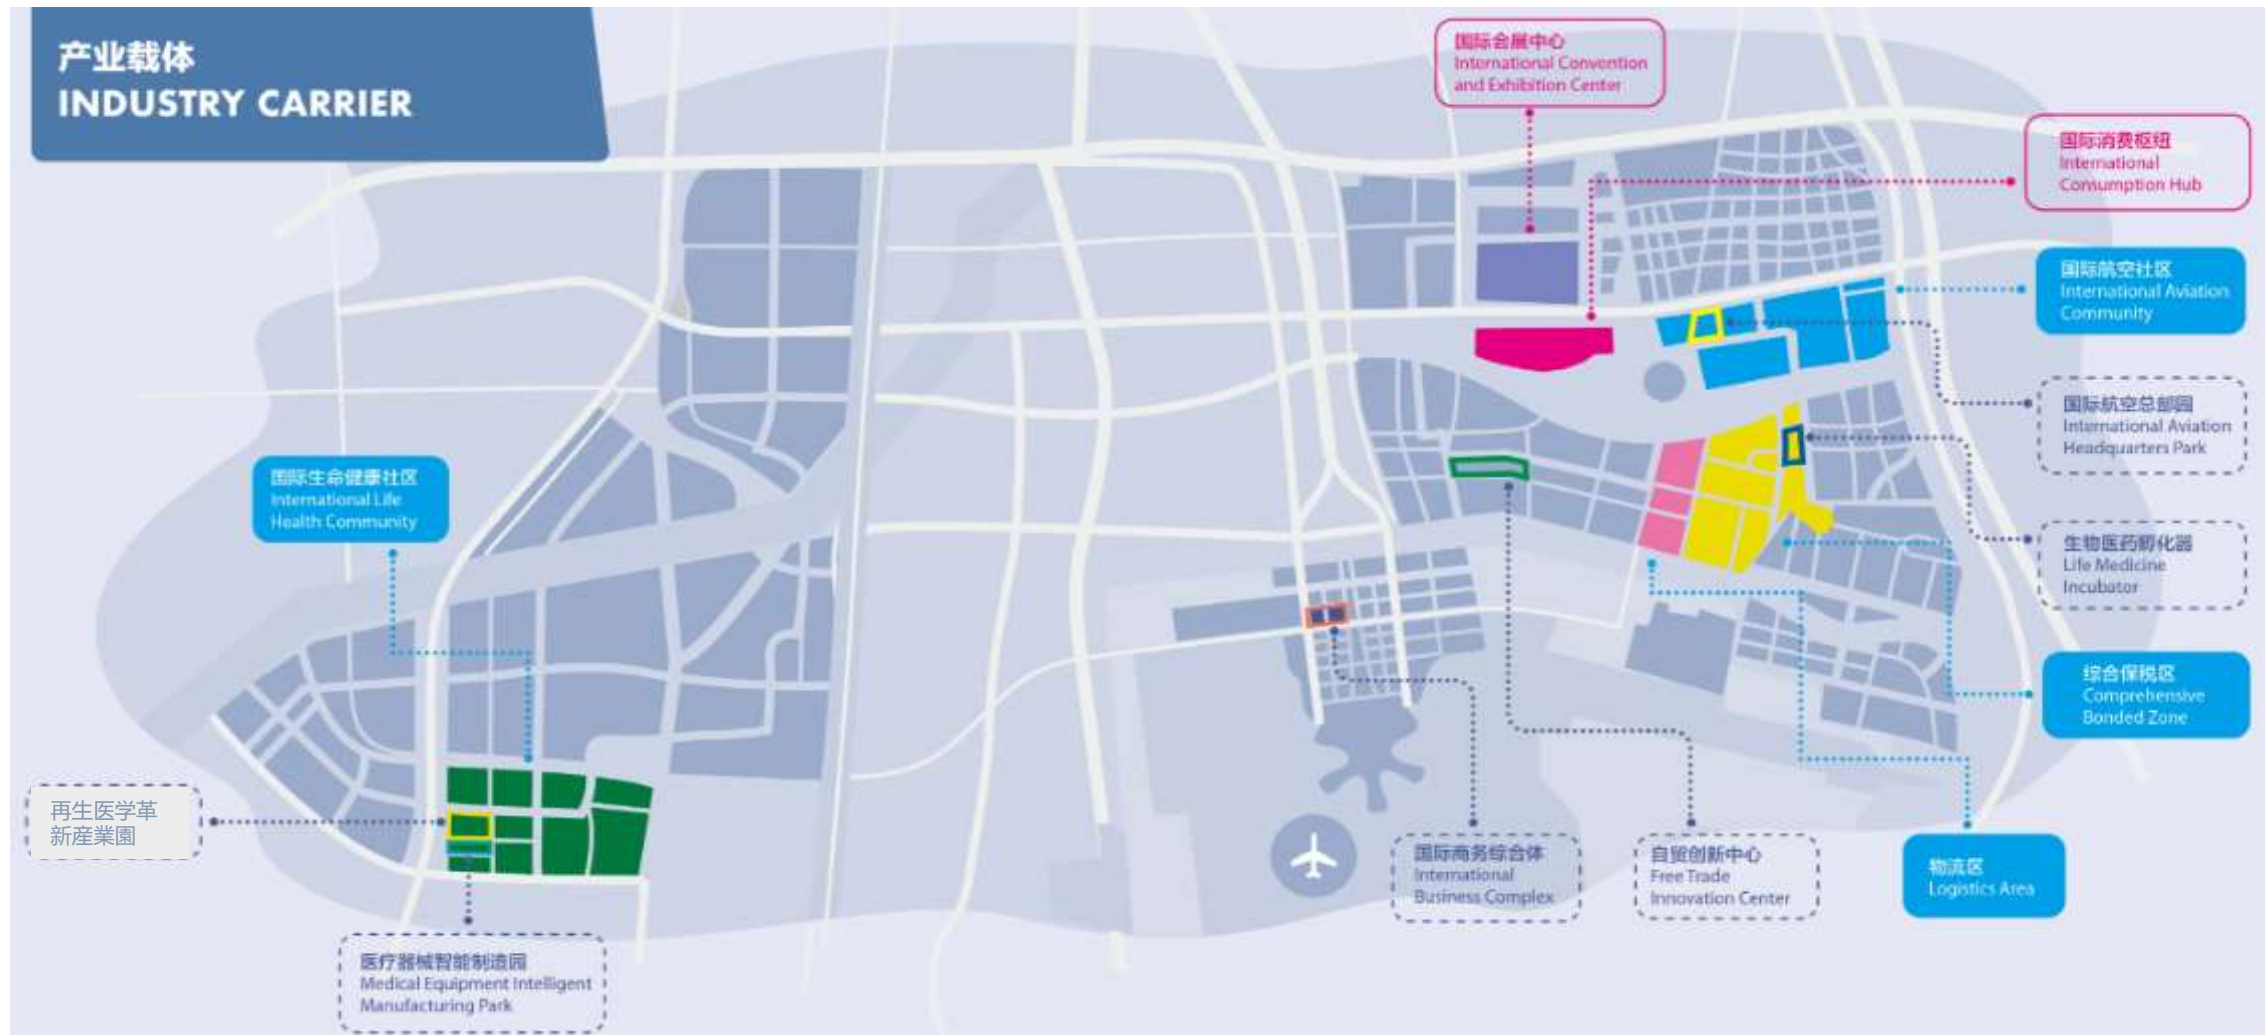 产业载体
INDUSTRY CARRIER
国际会展中心
International Convention
and Exhibition Center
国际消费枢纽
International
Consumption Hub
国际航空社区
International Aviation
Community
国际航空总部园
International Aviation
Headquarters Park
国际生命健康社区
International Life
Health Community
生物医药孵化器
Life Medicine
Incubator
综合保税区
Comprehensive
Bonded Zone
再生医学革
新産業園
国际商务综合体
International
Business Complex
自贸创新中心
Free Trade
Innovation Center
物流区
Logistics Area
医疗器械智能制造园
Medical Equipment Intelligent
Manufacturing Park